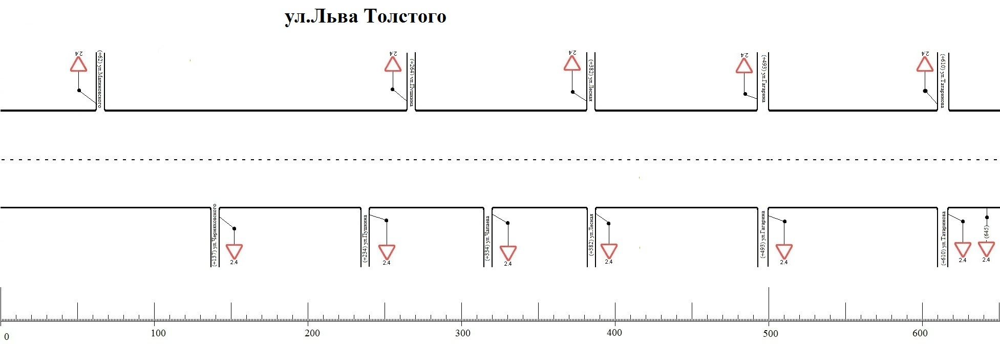 ул.Льва Толстого
2.4
(+62) ул.Малиновского
2.4
(+264) ул.Пушкина
2.4
(+382) ул.Лесная
2.4
(+493) ул.Гагарина
2.4
(+610) ул.Татаринова
(+137) ул.Черняховского
2.4
(+234) ул.Пушкина
2.4
(+334) ул.Чапаева
2.4
(+382) ул.Лесная
2.4
(+493) ул.Гагарина
2.4
(+610) ул.Татаринова
2.4
(645)
2.4
0 100 200 300 400 500 600